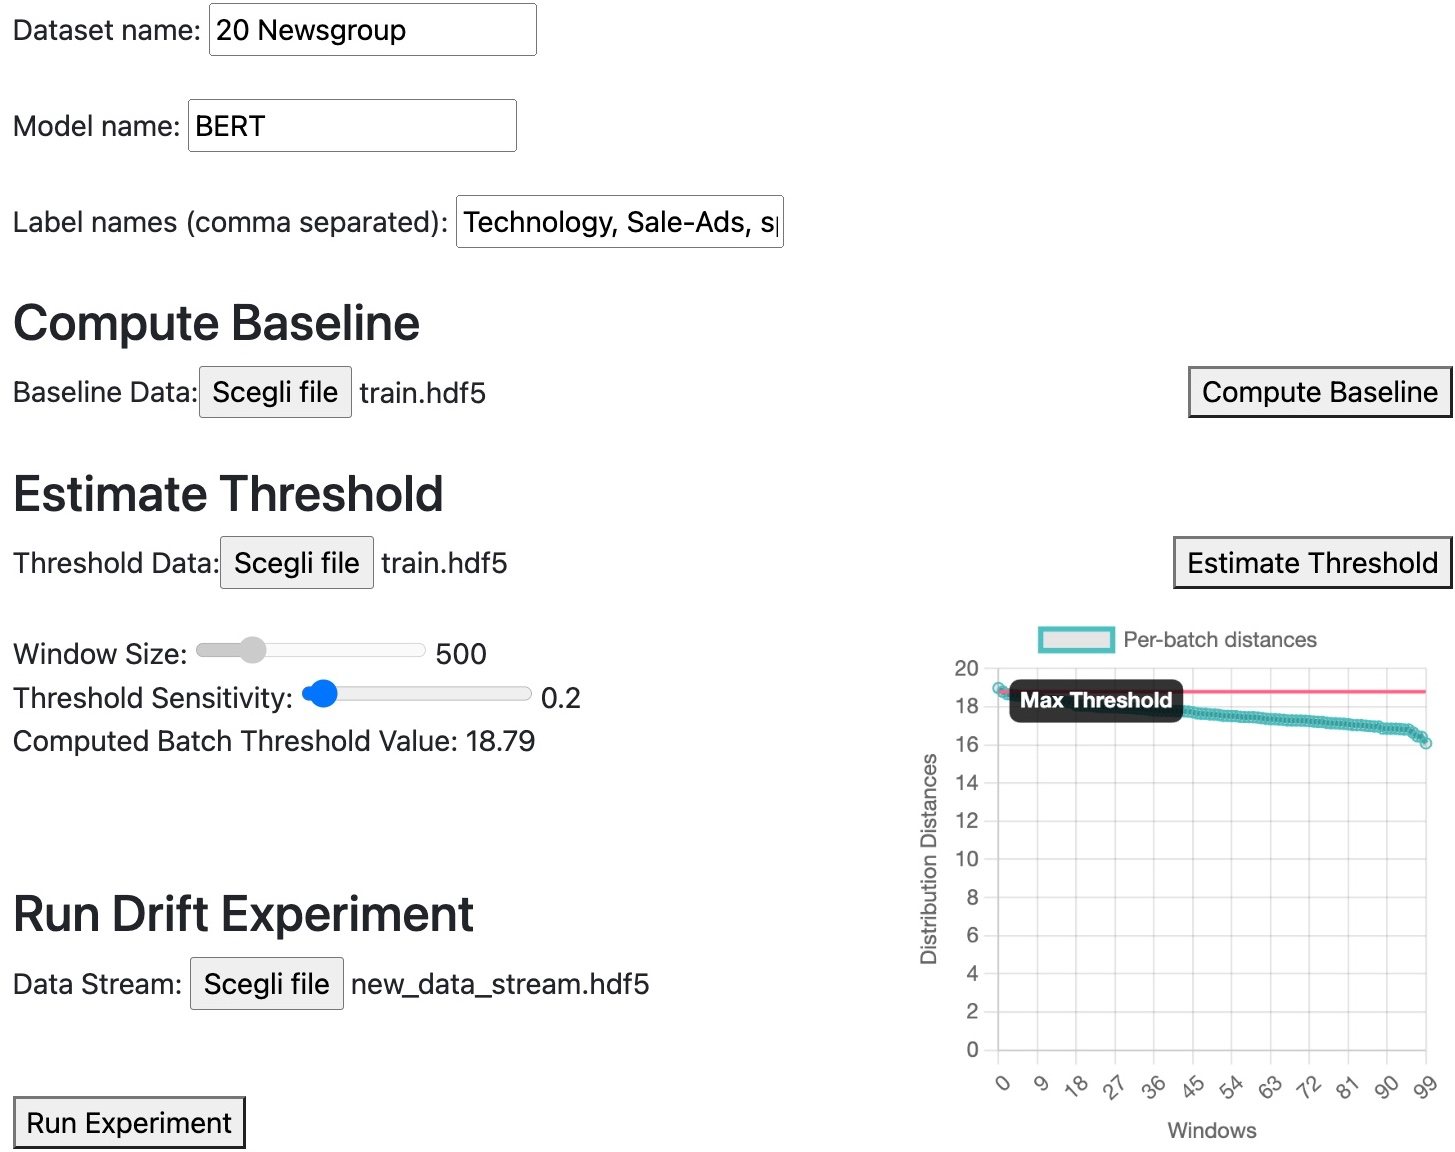 Dataset name: 20 Newsgroup
Model name: BERT
Label names (comma separated): Technology, Sale-Ads, sp
Compute Baseline
Baseline Data: Scegli file train.hdf5 Compute Baseline
Estimate Threshold
Threshold Data: Scegli file train.hdf5 Estimate Threshold
Window Size: 500
Threshold Sensitivity: 0.2
Computed Batch Threshold Value: 18.79
Per-batch distances
Max Threshold
20
18
16
14
12
10
8
6
4
2
0
Distribution Distances
0 9 18 27 36 45 54 63 72 81 90 99
Windows
Run Drift Experiment
Data Stream: Scegli file new_data_stream.hdf5
Run Experiment